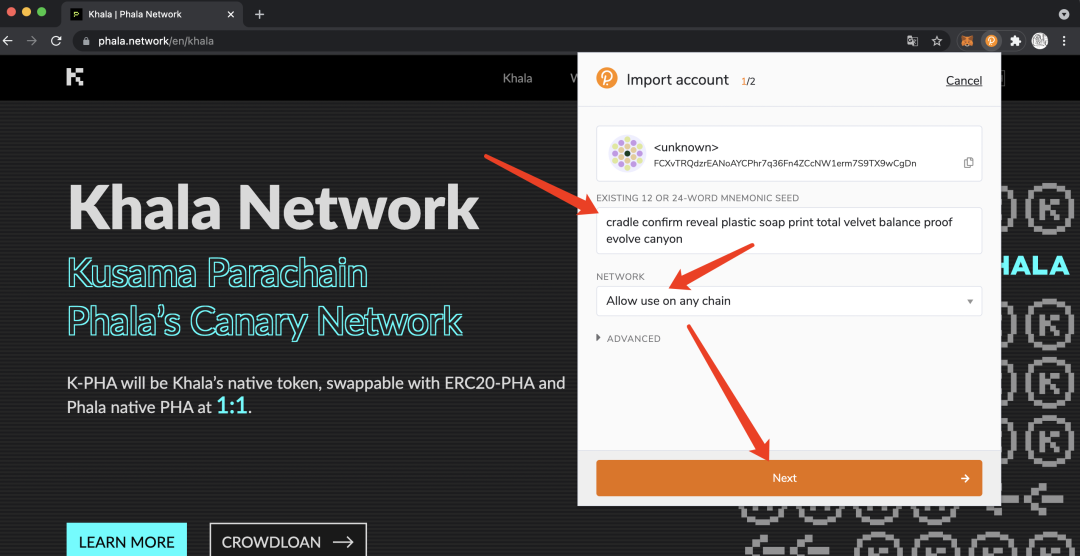 Khala | Phala Network
phala.network/en/khala
Khala
Import account 1/2
Cancel
<unknown>
FCXvTRQdzrEANoAYCPhr7q36Fn4ZCcNW1erm7S9TX9wCgDn
EXISTING 12 OR 24-WORD MNEMONIC SEED
cradle confirm reveal plastic soap print total velvet balance proof
evolve canyon
NETWORK
Allow use on any chain
ADVANCED
Next
Khala Network
Kusama Parachain
Phala's Canary Network
K-PHA will be Khala's native token, swappable with ERC20-PHA and
Phala native PHA at 1:1.
LEARN MORE
CROWDLOAN
HALA